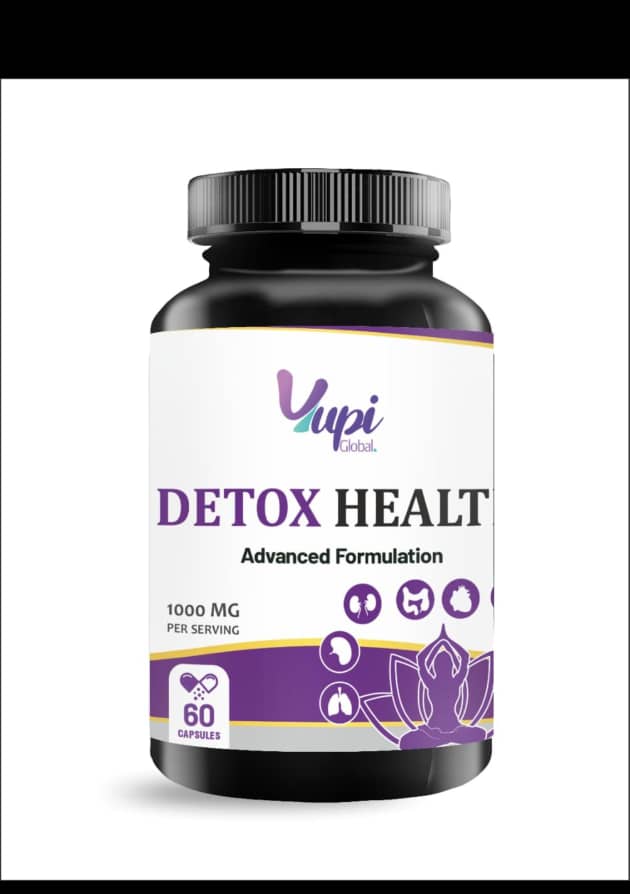 Yupi
Global.
DETOX HEALT
Advanced Formulation
1000 MG
PER SERVING
60
CAPSULES